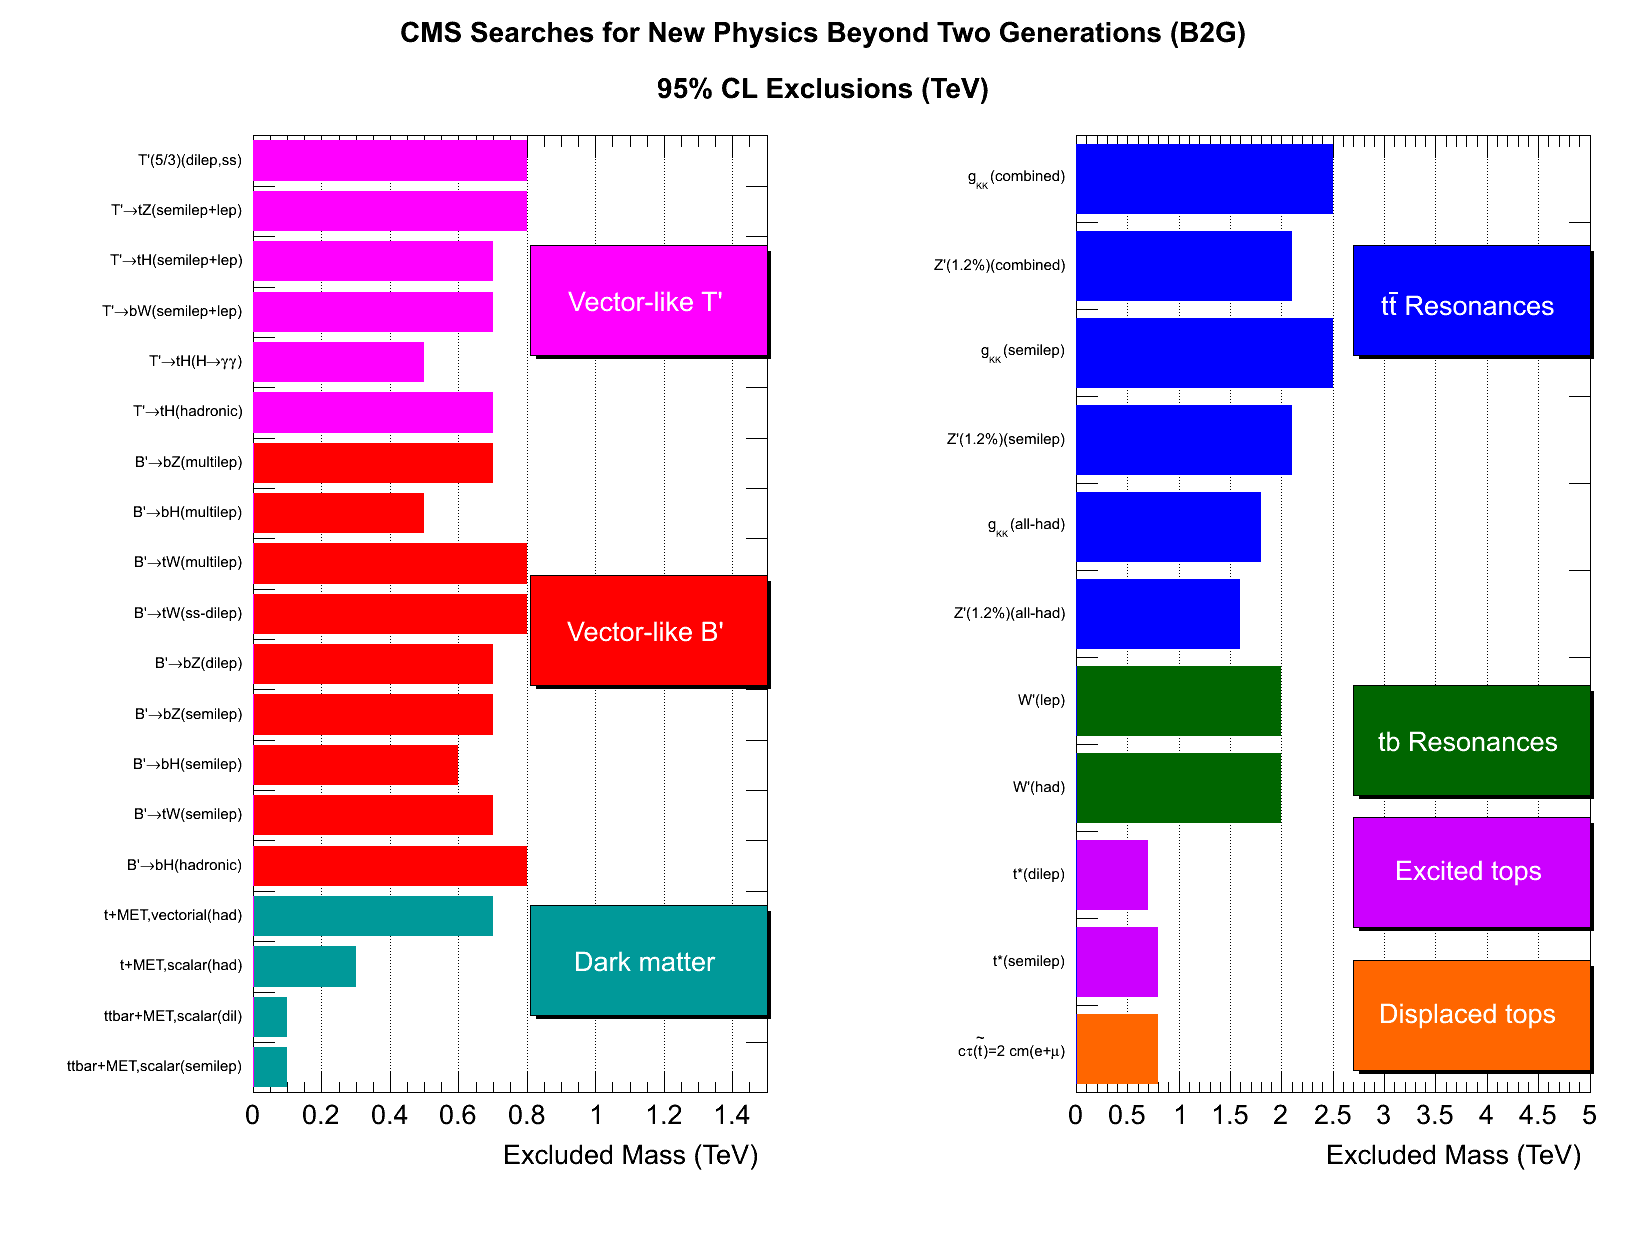 CMS Searches for New Physics Beyond Two Generations (B2G)
95% CL Exclusions (TeV)
T'(5/3)(dilep,ss)
T'→tZ(semilep+lep)
T'→tH(semilep+lep)
T'→bW(semilep+lep)
T'→tH(H→γγ)
T'→tH(hadronic)
B'→bZ(multilep)
B'→bH(multilep)
B'→tW(multilep)
B'→tW(ss-dilep)
B'→bZ(dilep)
B'→bZ(semilep)
B'→bH(semilep)
B'→tW(semilep)
B'→bH(hadronic)
t+MET,vectorial(had)
t+MET,scalar(had)
ttbar+MET,scalar(dil)
ttbar+MET,scalar(semilep)
Vector-like T'
Vector-like B'
Dark matter
0 0.2 0.4 0.6 0.8 1 1.2 1.4
Excluded Mass (TeV)
g_KK(combined)
Z'(1.2%)(combined)
g_KK(semilep)
Z'(1.2%)(semilep)
g_KK(all-had)
Z'(1.2%)(all-had)
W'(lep)
W'(had)
t*(dilep)
t*(semilep)
cτ(t̃)=2 cm(e+μ)
tt̄ Resonances
tb Resonances
Excited tops
Displaced tops
0 0.5 1 1.5 2 2.5 3 3.5 4 4.5 5
Excluded Mass (TeV)